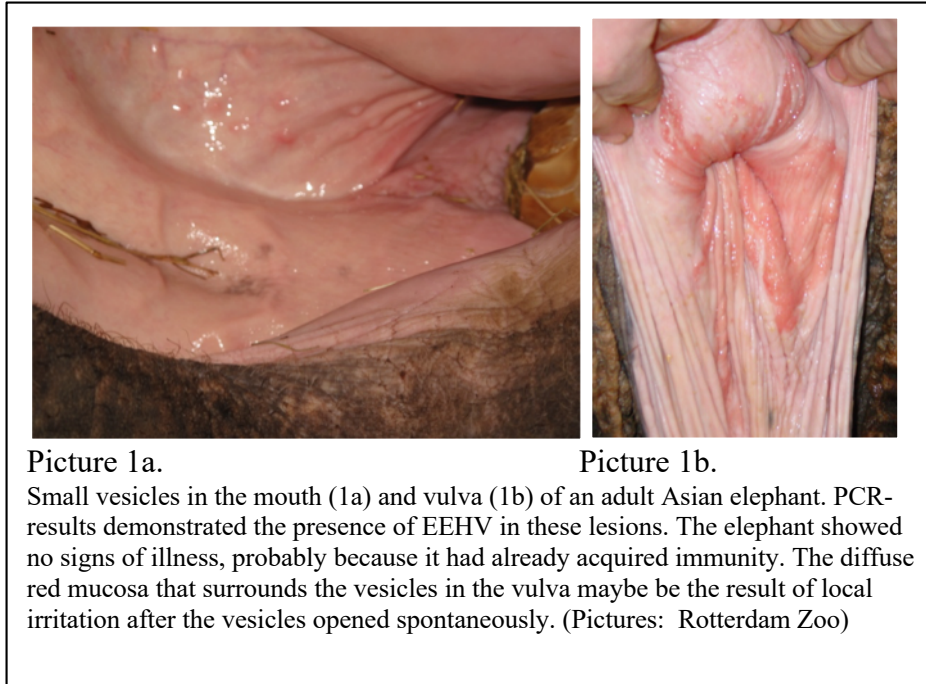 Picture 1a. Picture 1b.
Small vesicles in the mouth (1a) and vulva (1b) of an adult Asian elephant. PCR-
results demonstrated the presence of EEHV in these lesions. The elephant showed
no signs of illness, probably because it had already acquired immunity. The diffuse
red mucosa that surrounds the vesicles in the vulva maybe be the result of local
irritation after the vesicles opened spontaneously. (Pictures: Rotterdam Zoo)